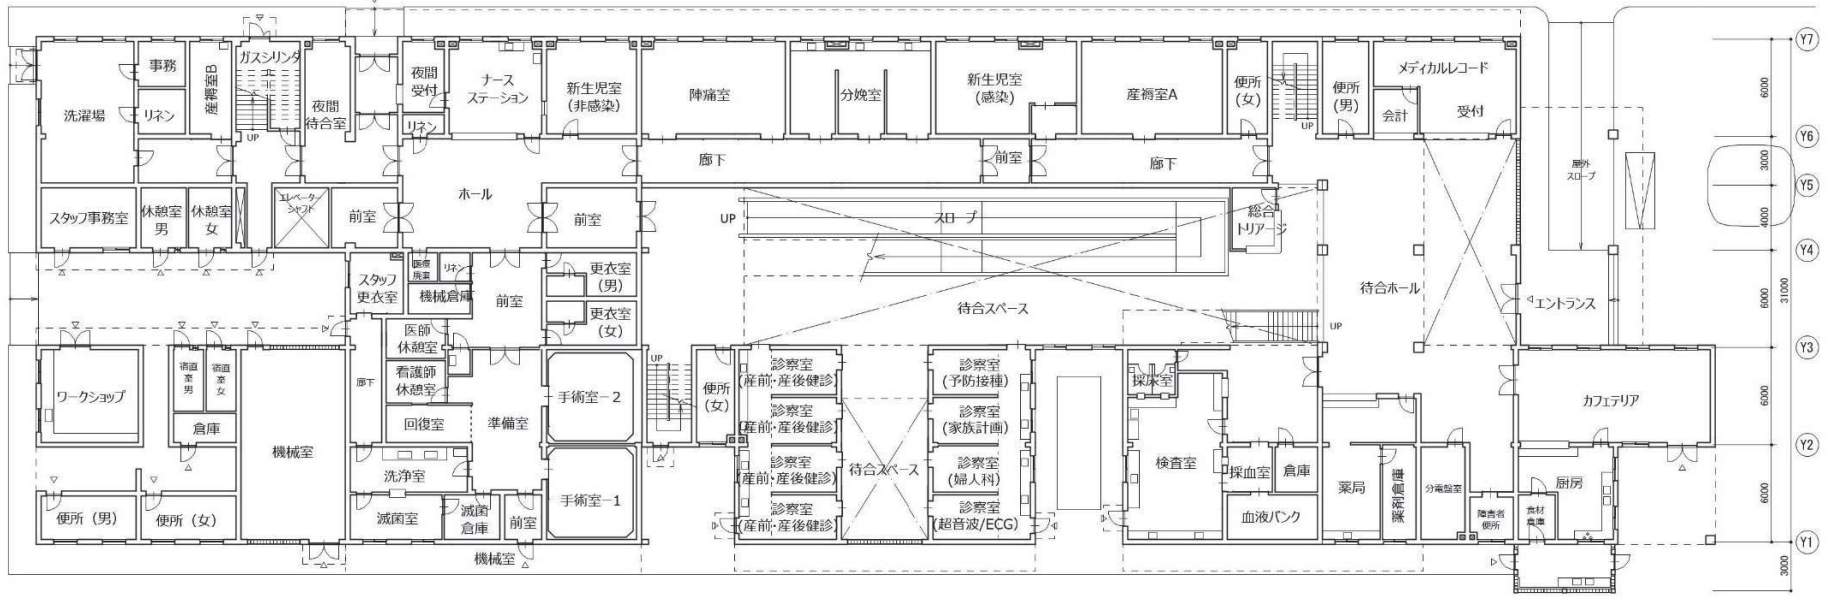 洗濯場
事務
リネン
産褥室B
ガスシリンダ
UP
夜間
待合室
夜間
受付
リネン
ナース
ステーション
新生児室
(非感染)
陣痛室
分娩室
新生児室
(感染)
産褥室A
便所
(女)
UP
便所
(男)
メディカルレコード
会計
受付
Y7
6000
Y6
3000
Y5
4000
Y4
6000
31000
Y3
6000
Y2
6000
Y1
3000
屋外
スロープ
スタッフ事務室
休憩室
男
休憩室
女
エレベーター
シャフト
前室
ホール
前室
廊下
前室
廊下
UP
スロープ
総合
トリアージ
待合スペース
待合ホール
エントランス
UP
スタッフ
更衣室
医療
廃棄
リネン
機械倉庫
前室
更衣室
(男)
更衣室
(女)
医師
休憩室
看護師
休憩室
廊下
回復室
準備室
手術室-2
手術室-1
ワークショップ
宿直
室
男
宿直
室
女
倉庫
機械室
便所(男)
便所(女)
洗浄室
滅菌室
滅菌
倉庫
前室
機械室
UP
便所
(女)
診察室
(産前・産後健診)
診察室
(産前・産後健診)
診察室
(産前・産後健診)
診察室
(産前・産後健診)
待合スペース
診察室
(予防接種)
診察室
(家族計画)
診察室
(婦人科)
診察室
(超音波/ECG)
採尿室
検査室
採血室
倉庫
血液バンク
薬局
薬剤倉庫
分電盤室
障害者
便所
食材
倉庫
厨房
カフェテリア